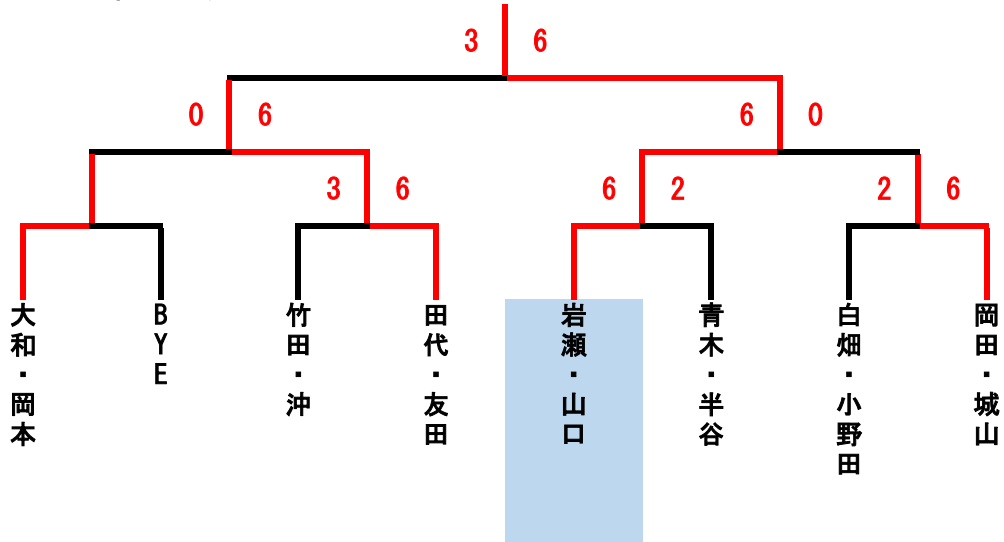 3 6
0 6 6 0
3 6 6 2 2 6
大和・岡本
BYE
竹田・沖
田代・友田
岩瀬・山口
青木・半谷
白畑・小野田
岡田・城山